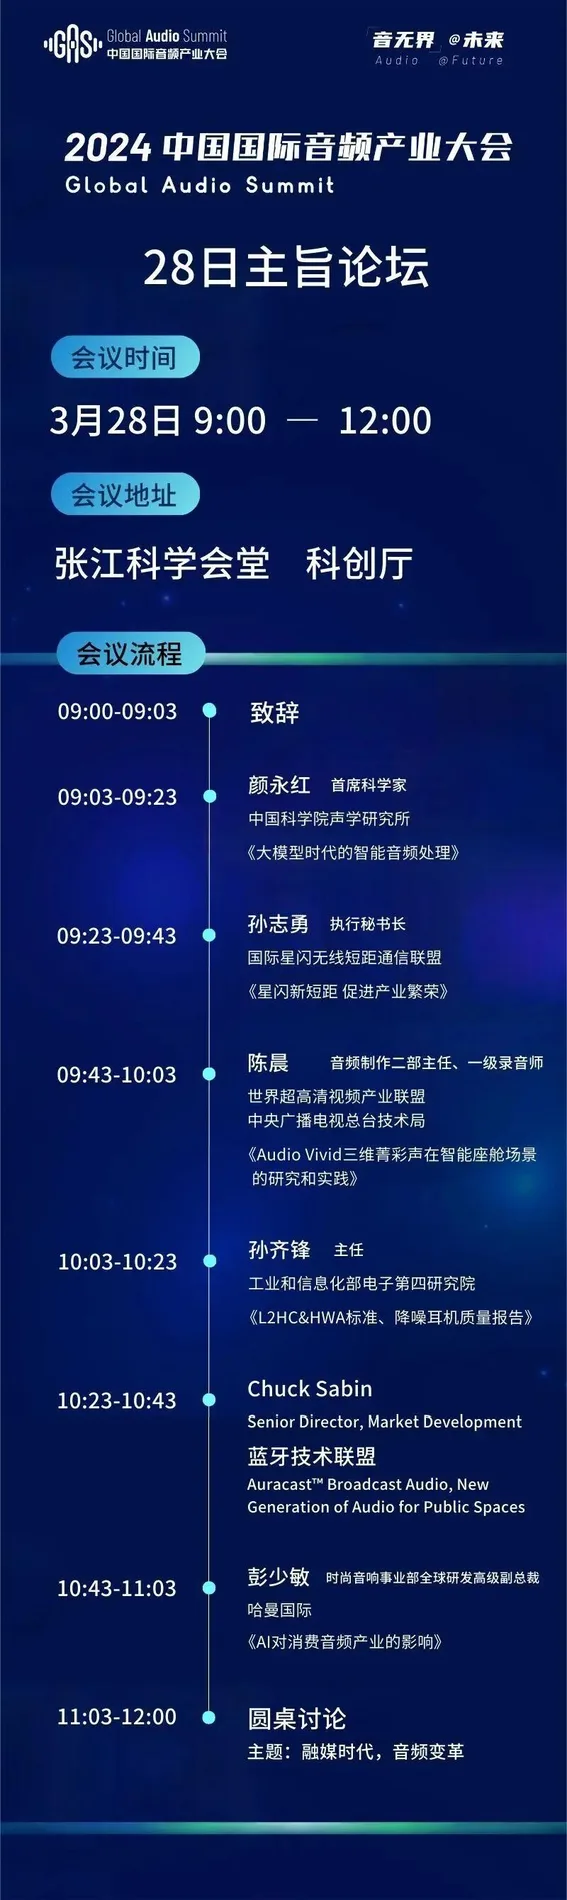 GAS Global Audio Summit
中国国际音频产业大会
音无界 @未来
Audio @Future
2024 中国国际音频产业大会
Global Audio Summit
28日主旨论坛
会议时间
3月28日 9:00 — 12:00
会议地址
张江科学会堂 科创厅
会议流程
09:00-09:03 致辞
09:03-09:23 颜永红 首席科学家
中国科学院声学研究所
《大模型时代的智能音频处理》
09:23-09:43 孙志勇 执行秘书长
国际星闪无线短距通信联盟
《星闪新短距 促进产业繁荣》
09:43-10:03 陈晨 音频制作二部主任、一级录音师
世界超高清视频产业联盟
中央广播电视总台技术局
《Audio Vivid三维菁彩声在智能座舱场景
的研究和实践》
10:03-10:23 孙齐锋 主任
工业和信息化部电子第四研究院
《L2HC&HWA标准、降噪耳机质量报告》
10:23-10:43 Chuck Sabin
Senior Director, Market Development
蓝牙技术联盟
Auracast™ Broadcast Audio, New
Generation of Audio for Public Spaces
10:43-11:03 彭少敏 时尚音响事业部全球研发高级副总裁
哈曼国际
《AI对消费音频产业的影响》
11:03-12:00 圆桌讨论
主题：融媒时代，音频变革